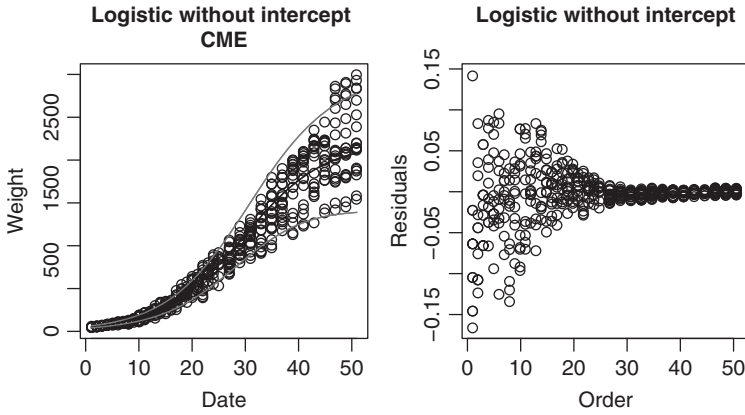 Logistic without intercept
CME
Weight
2500
1500
500
0
0 10 20 30 40 50
Date
Logistic without intercept
Residuals
0.15
0.05
−0.05
−0.15
0 10 20 30 40 50
Order